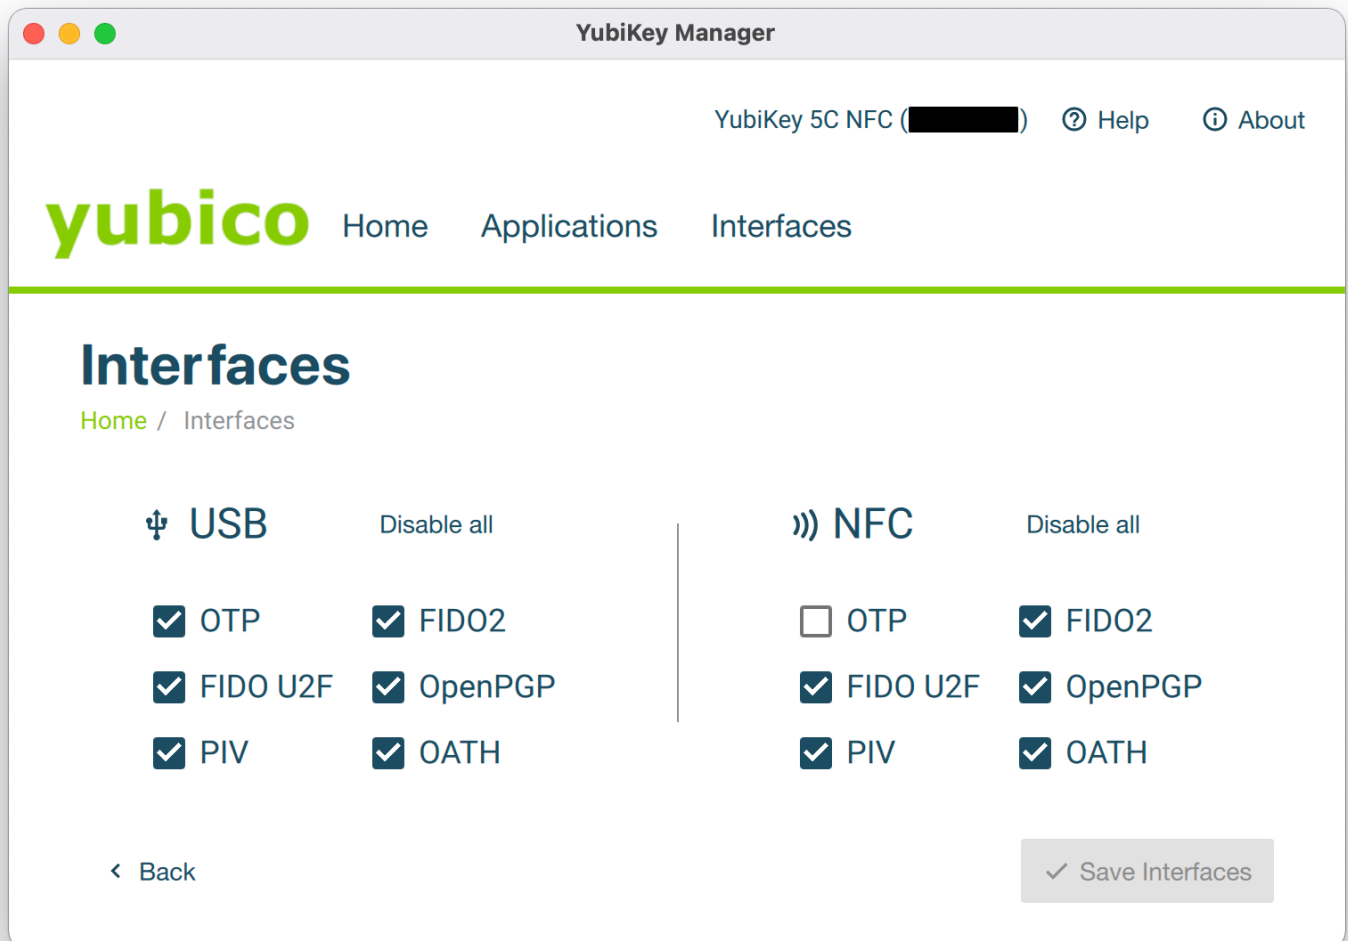 YubiKey Manager
YubiKey 5C NFC ( ) Help About
yubico Home Applications Interfaces
Interfaces
Home / Interfaces
USB Disable all NFC Disable all
OTP FIDO2 OTP FIDO2
FIDO U2F OpenPGP FIDO U2F OpenPGP
PIV OATH PIV OATH
Back Save Interfaces